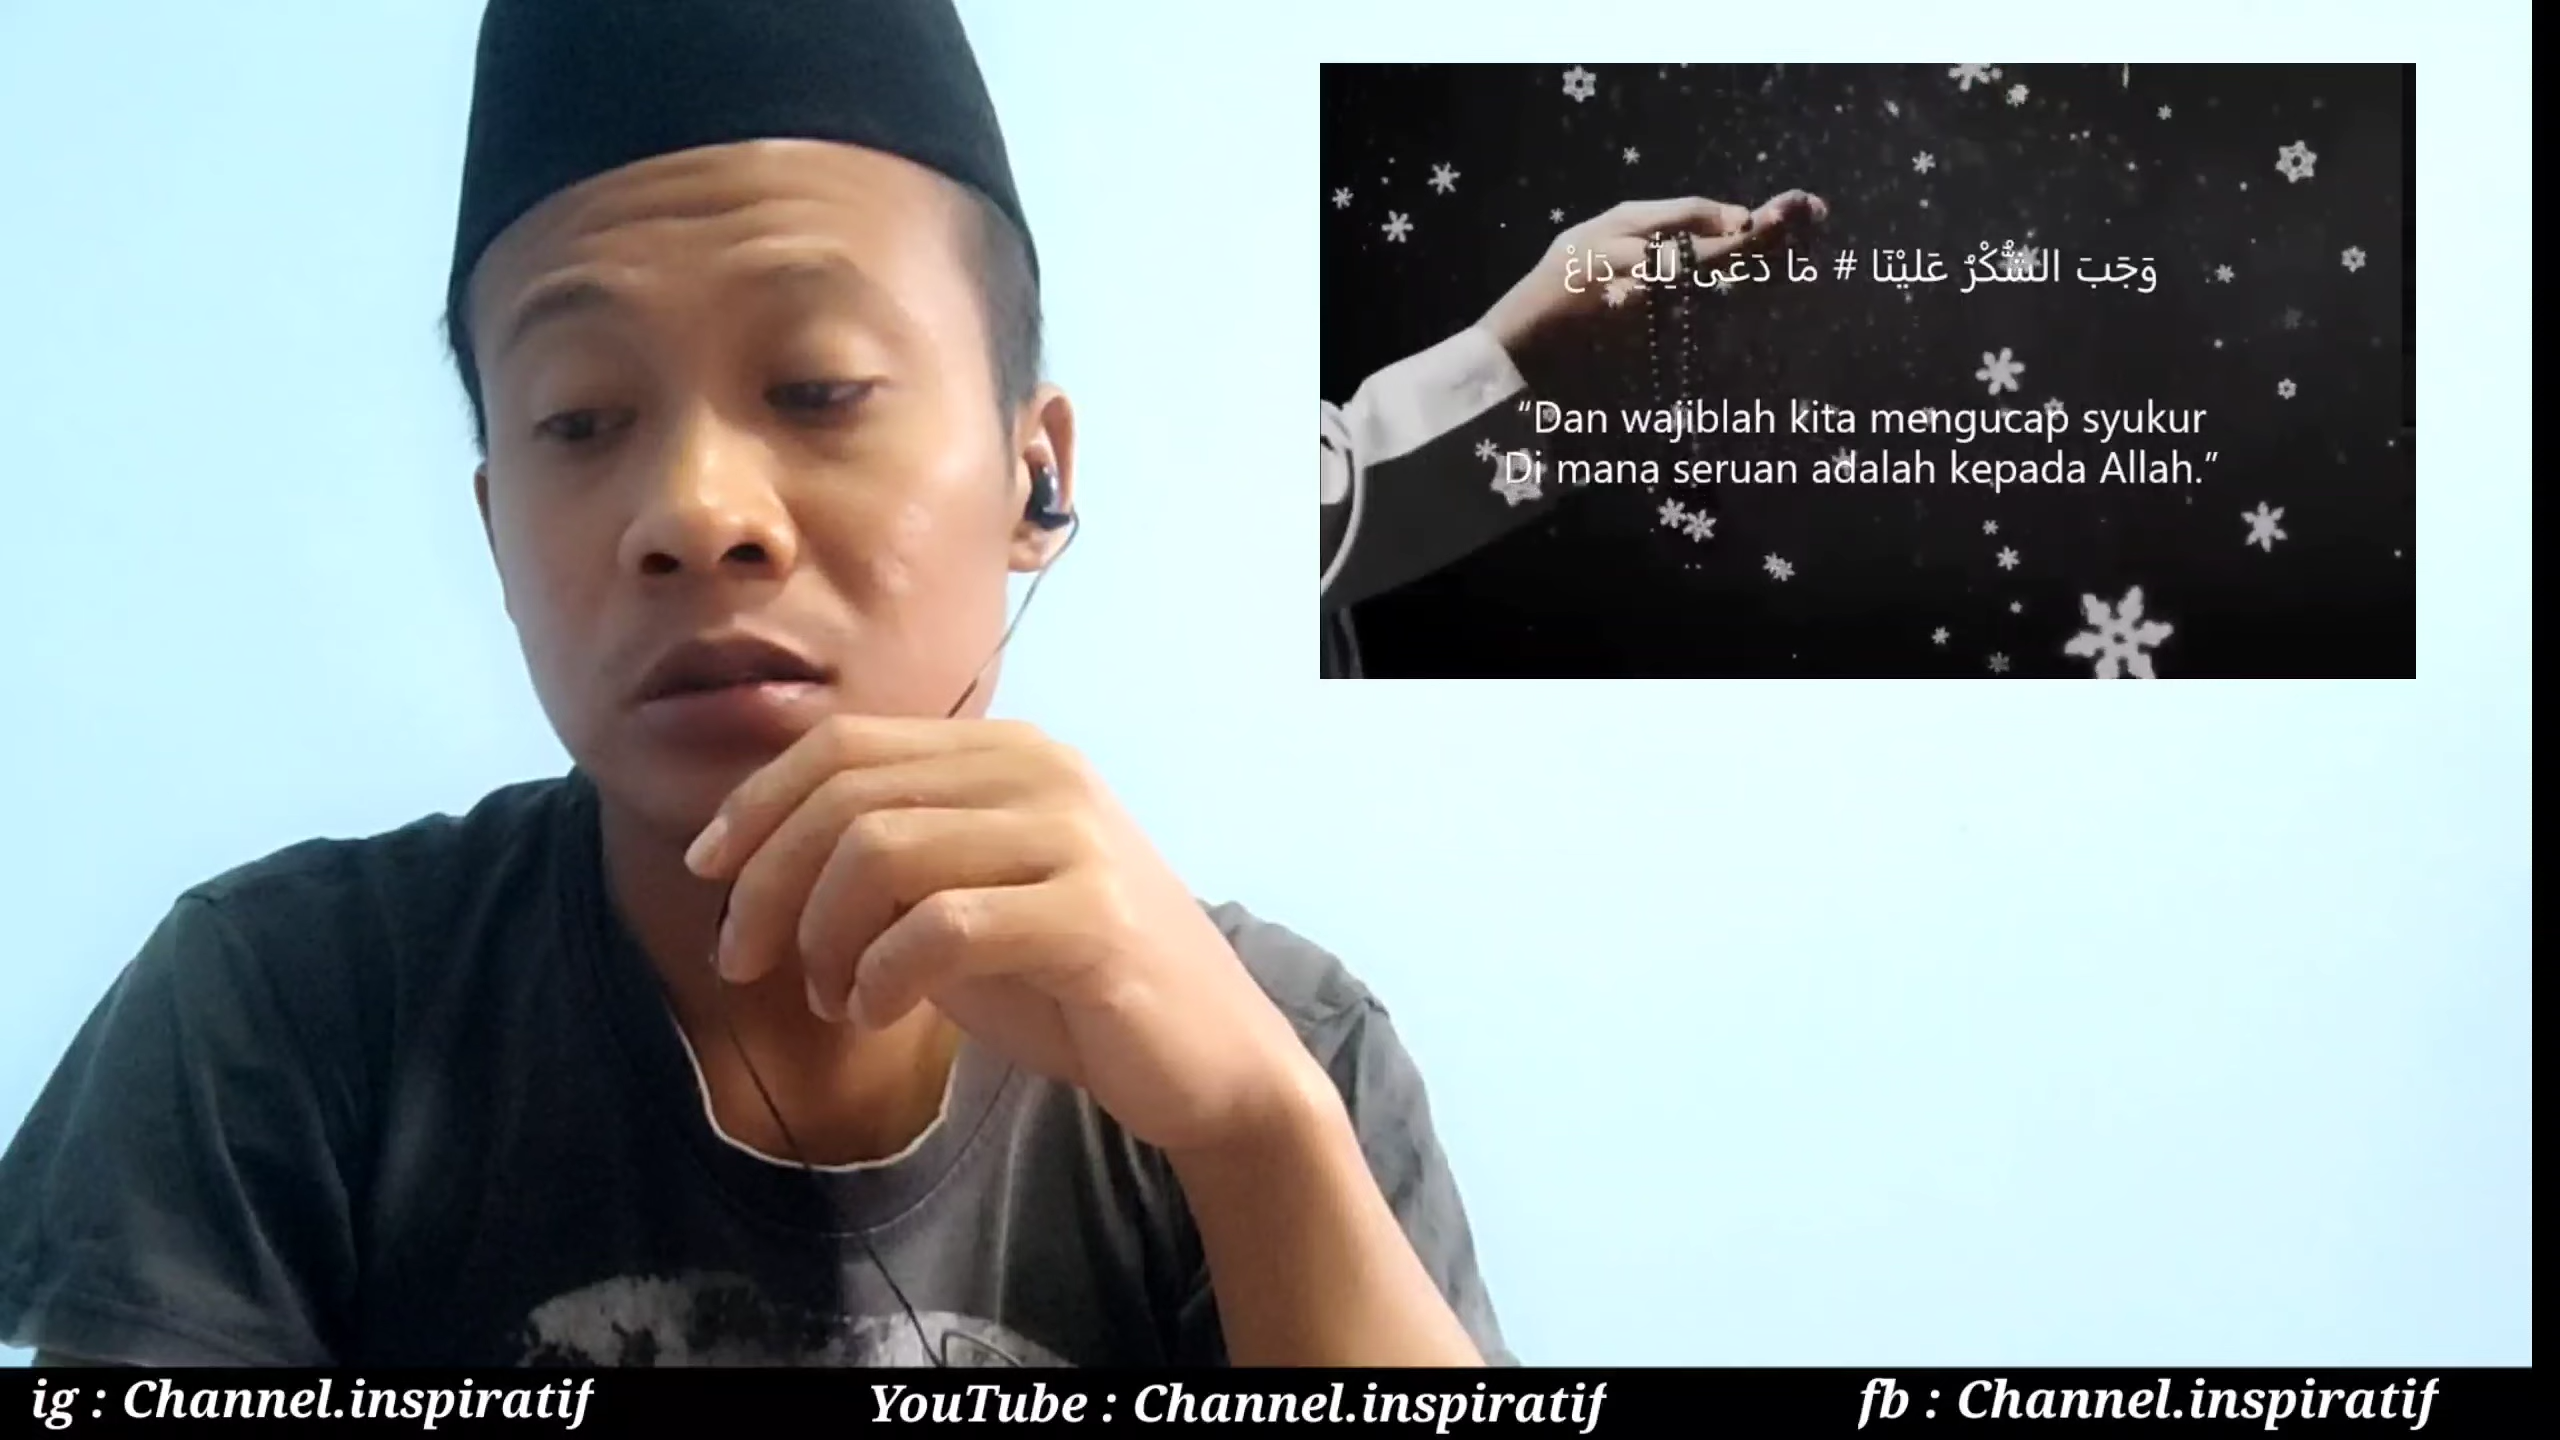 وَجَبَ الشُّكْرُ عَليْنَا # مَا دَعَى لِلّٰهِ دَاعْ
“Dan wajiblah kita mengucap syukur
Di mana seruan adalah kepada Allah.”
ig : Channel.inspiratif
YouTube : Channel.inspiratif
fb : Channel.inspiratif